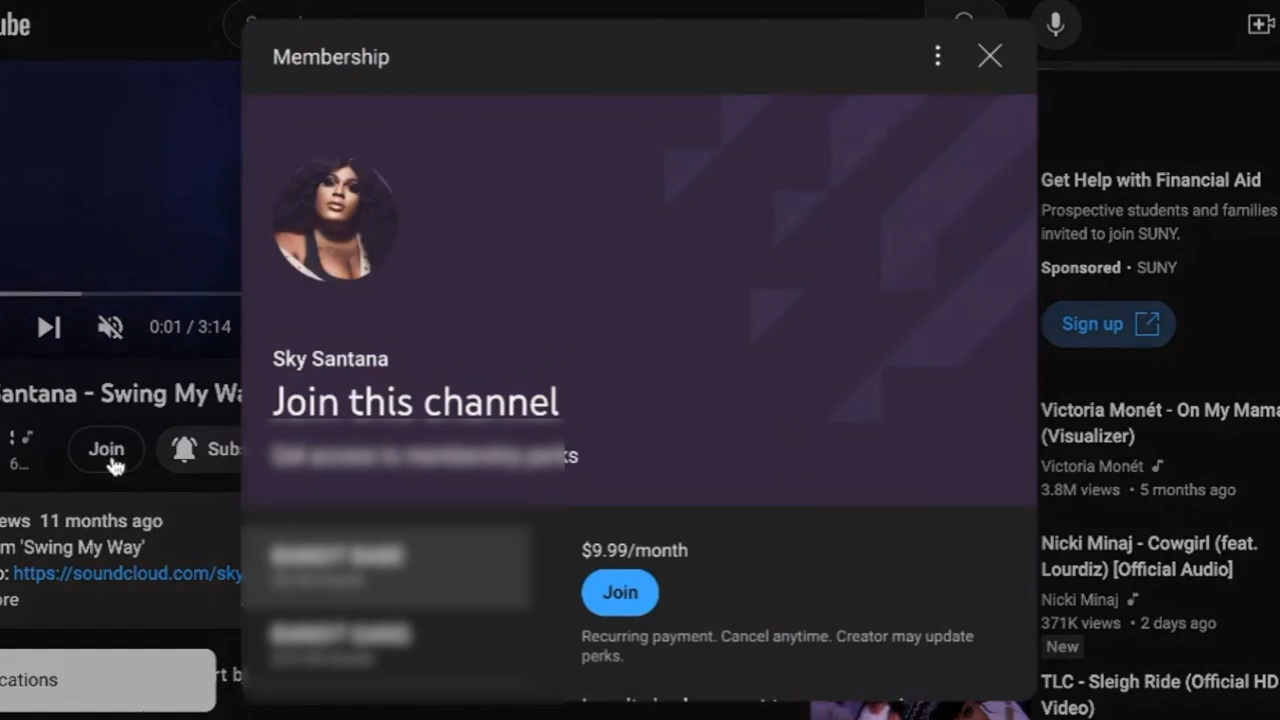 ube
Membership
Sky Santana
Join this channel
ks
$9.99/month
Join
Recurring payment. Cancel anytime. Creator may update
perks.
0:01 / 3:14
antana - Swing My Wa
6...
Join
Sub
ews 11 months ago
m 'Swing My Way'
o: https://soundcloud.com/sky
ore
cations
t b
Get Help with Financial Aid
Prospective students and families
invited to join SUNY.
Sponsored • SUNY
Sign up
Victoria Monét - On My Mama
(Visualizer)
Victoria Monét
3.8M views • 5 months ago
Nicki Minaj - Cowgirl (feat.
Lourdiz) [Official Audio]
Nicki Minaj
371K views • 2 days ago
New
TLC - Sleigh Ride (Official HD
Video)